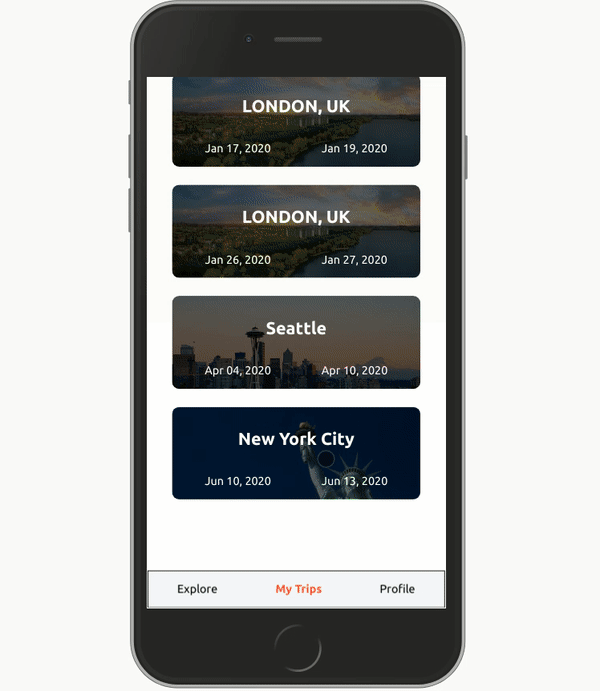 LONDON, UK
Jan 17, 2020 Jan 19, 2020
LONDON, UK
Jan 26, 2020 Jan 27, 2020
Seattle
Apr 04, 2020 Apr 10, 2020
New York City
Jun 10, 2020 Jun 13, 2020
Explore My Trips Profile